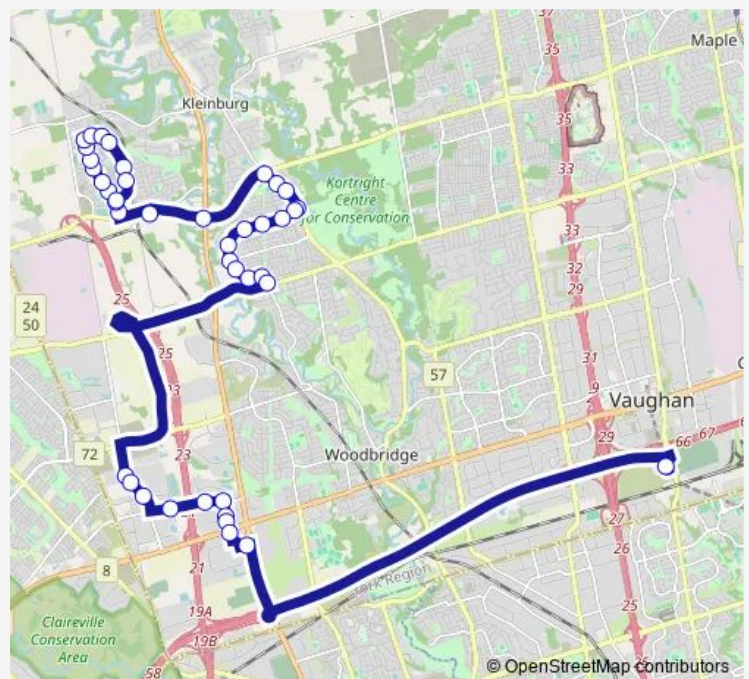 37
35
Maple
Kleinburg
35
33
Kortright
Centre
for Conservation
33
32
29
25
24
50
25
23
31
57
9
29
Vaughan
66
67
72
23
Woodbridge
27
26
8
21
York Region
25
19A
19B
Claireville
Conservation
Area
58
© OpenStreetMap contributors